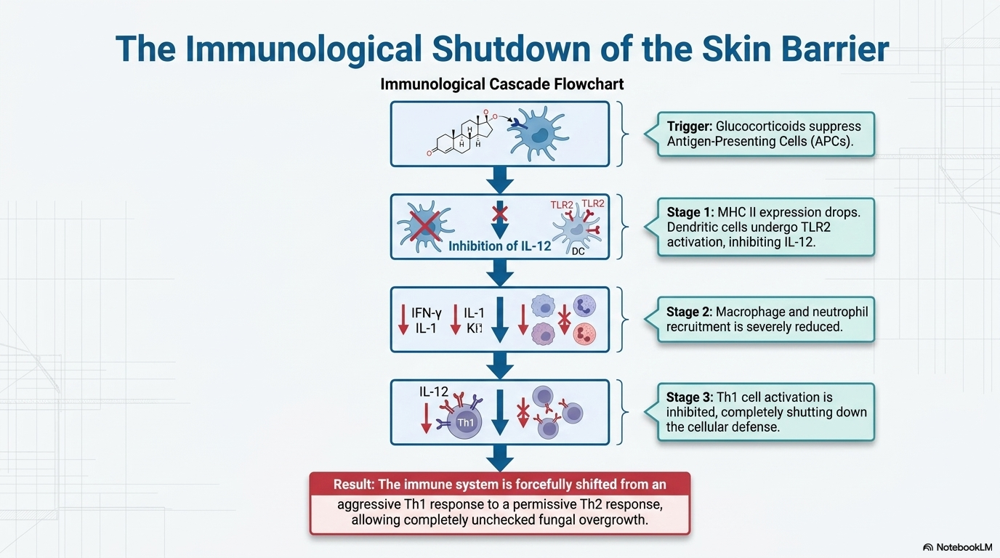 The Immunological Shutdown of the Skin Barrier
Immunological Cascade Flowchart
O
O
H
H
H
H
O
Trigger: Glucocorticoids suppress
Antigen-Presenting Cells (APCs).
TLR2 TLR2
Inhibition of IL-12
DC
Stage 1: MHC II expression drops.
Dendritic cells undergo TLR2
activation, inhibiting IL-12.
IFN-γ
IL-1
IL-1
Stage 2: Macrophage and neutrophil
recruitment is severely reduced.
IL-12
Th1
Stage 3: Th1 cell activation is
inhibited, completely shutting down
the cellular defense.
Result: The immune system is forcefully shifted from an
aggressive Th1 response to a permissive Th2 response,
allowing completely unchecked fungal overgrowth.
NotebookLM